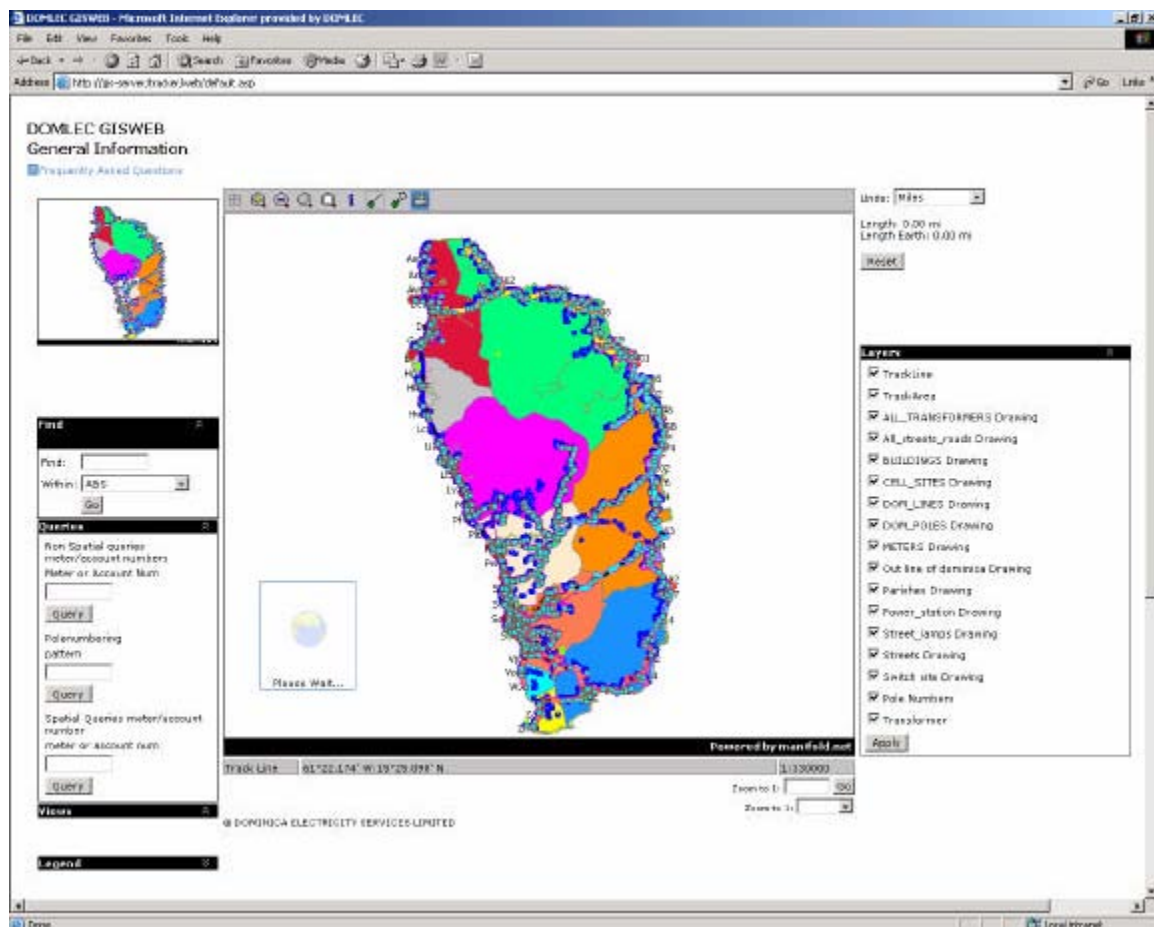 DOMLEC GISWEB - Microsoft Internet Explorer provided by DOMLEC
File Edit View Favorites Tools Help
Back Search Favorites Media
Address http://gis-server/tracker/web/default.asp Go Links
DOMLEC GISWEB
General Information
Frequently Asked Questions
Units: Miles
Length: 0.00 mi
Length Earth: 0.00 mi
Reset
Find
Find:
Within: ABS
Go
Queries
Non Spatial queries
meter/account numbers
Meter or Account Num
Query
Polenumbering
pattern
Query
Spatial Queries meter/account
number
meter or account num
Query
Views
Legend
Please Wait...
Powered by manifold.net
Track Line 1:330000
Zoom to 1: GO
Zoom to 1:
© DOMINICA ELECTRICITY SERVICES LIMITED
Layers
TrackLine
TrackArea
ALL_TRANSFORMERS Drawing
All_streets_roads Drawing
BUILDINGS Drawing
CELL_SITES Drawing
DOM_LINES Drawing
DOM_POLES Drawing
METERS Drawing
Out line of dominica Drawing
Parishes Drawing
Power_station Drawing
Street_lamps Drawing
Streets Drawing
Switch site Drawing
Pole Numbers
Transformer
Apply
Done
Local intranet